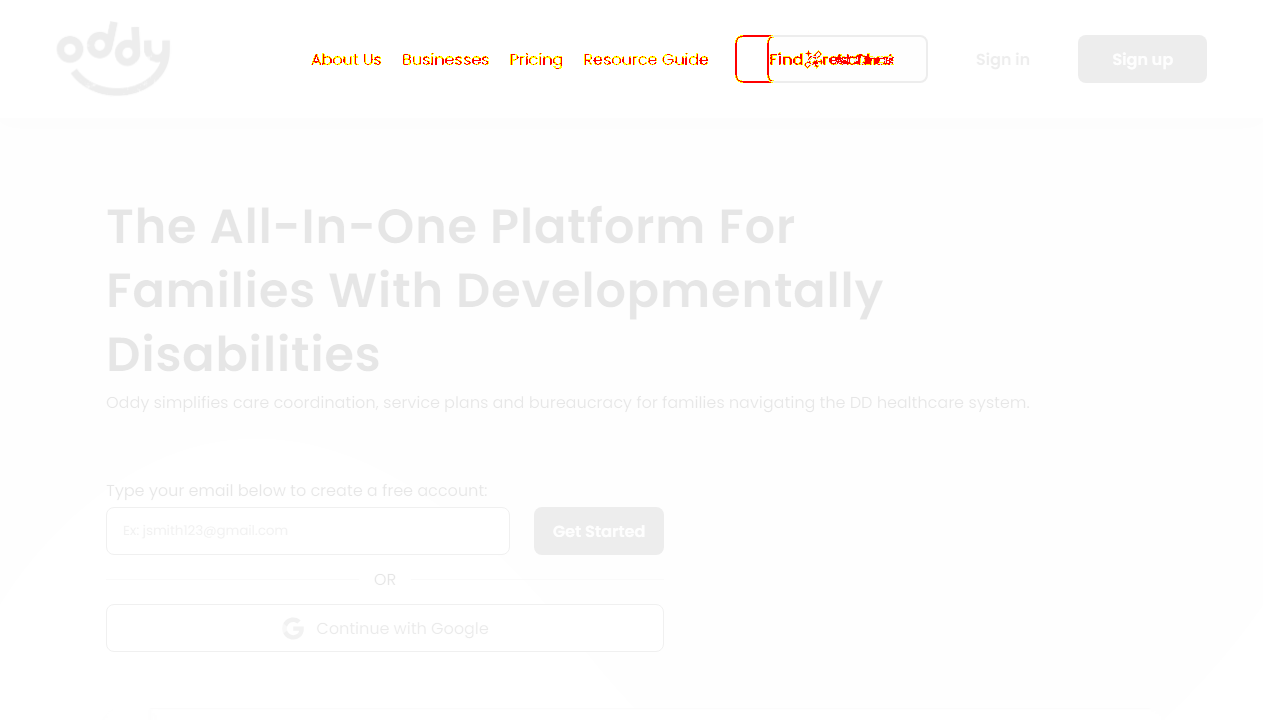 oddy
About Us
Businesses
Pricing
Resource Guide
Find
Sign in
Sign up
The All-In-One Platform For
Families With Developmentally
Disabilities
Oddy simplifies care coordination, service plans and bureaucracy for families navigating the DD healthcare system.
Type your email below to create a free account:
Ex: jsmith123@gmail.com
Get Started
OR
Continue with Google